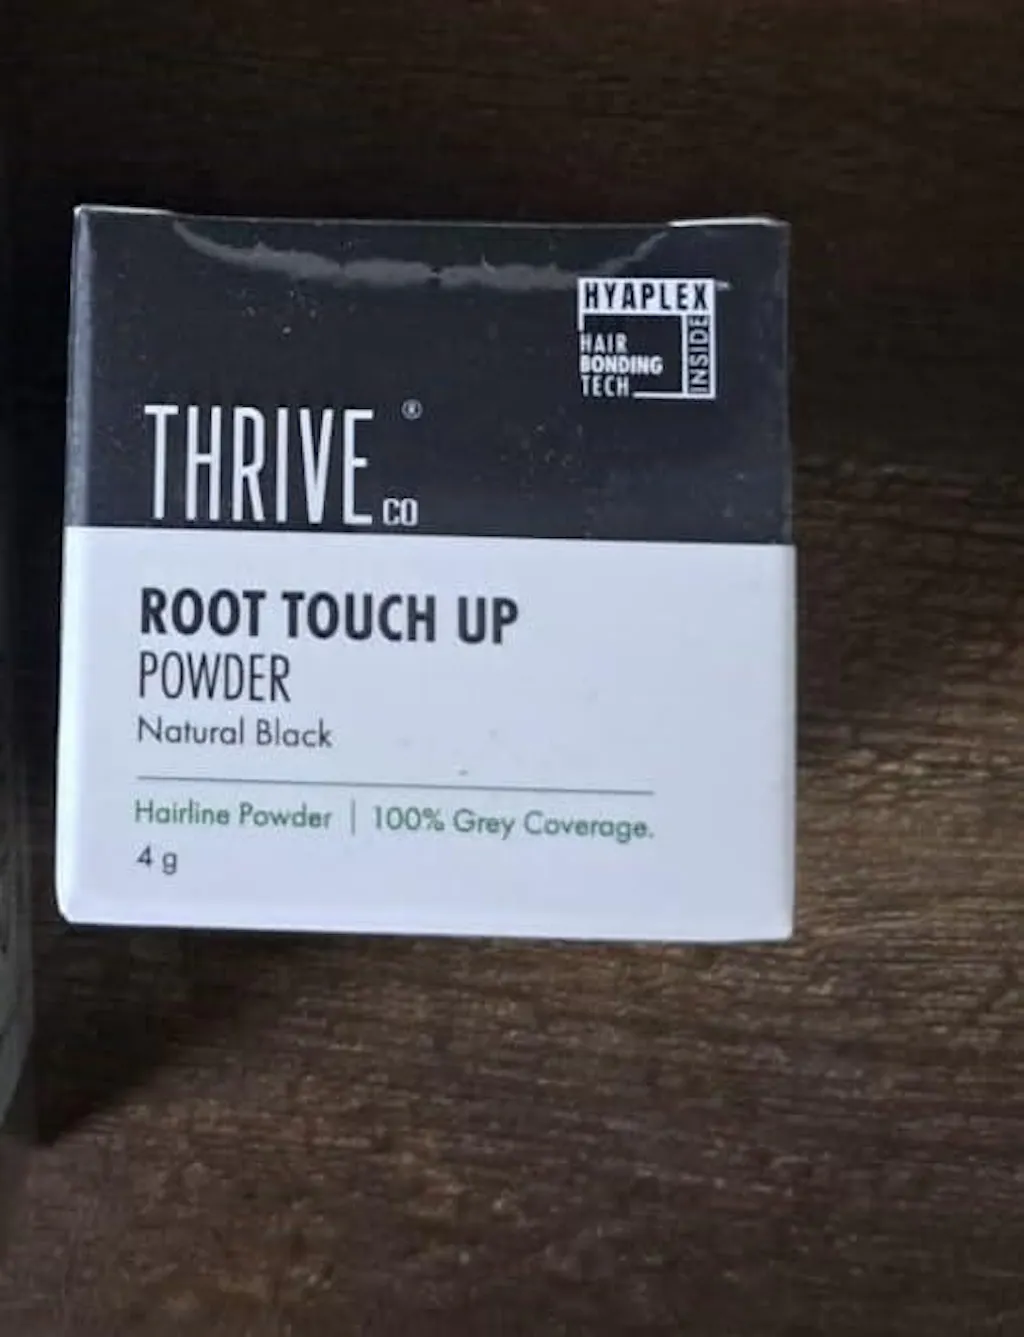 HYAPLEX
INSIDE
HAIR
BONDING
TECH
THRIVE ®
CO
ROOT TOUCH UP
POWDER
Natural Black
Hairline Powder | 100% Grey Coverage.
4 g